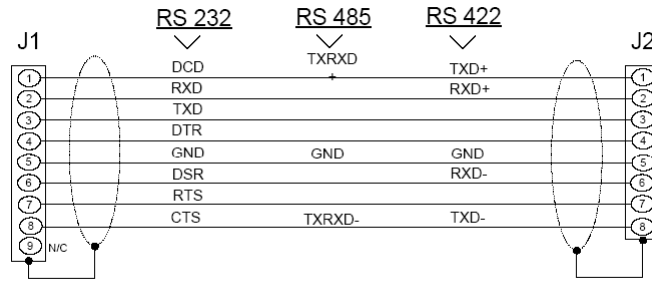 RS 232 RS 485 RS 422
J1 J2
DCD TXRXD + TXD+
1 1
RXD RXD+
2 2
TXD
3 3
DTR
4 4
GND GND GND
5 5
DSR RXD-
6 6
RTS
7 7
CTS TXRXD- TXD-
8 8
9 N/C